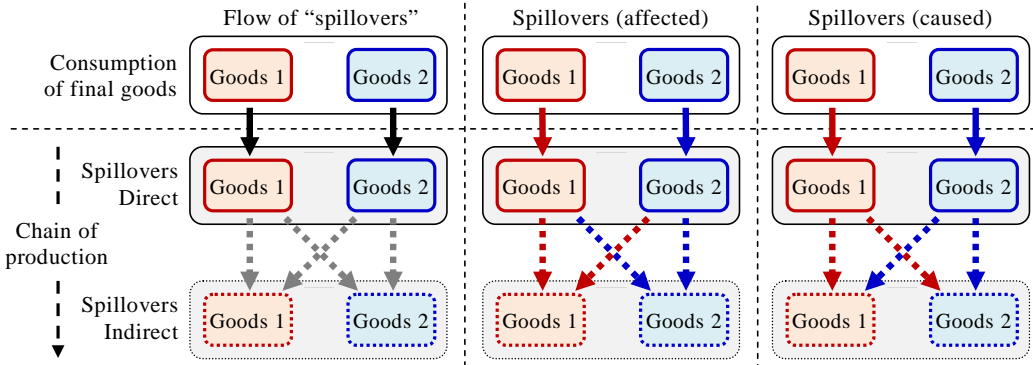 Flow of “spillovers”
Spillovers (affected)
Spillovers (caused)
Consumption
of final goods
Goods 1
Goods 2
Goods 1
Goods 2
Goods 1
Goods 2
Spillovers
Direct
Goods 1
Goods 2
Goods 1
Goods 2
Goods 1
Goods 2
Chain of
production
Spillovers
Indirect
Goods 1
Goods 2
Goods 1
Goods 2
Goods 1
Goods 2